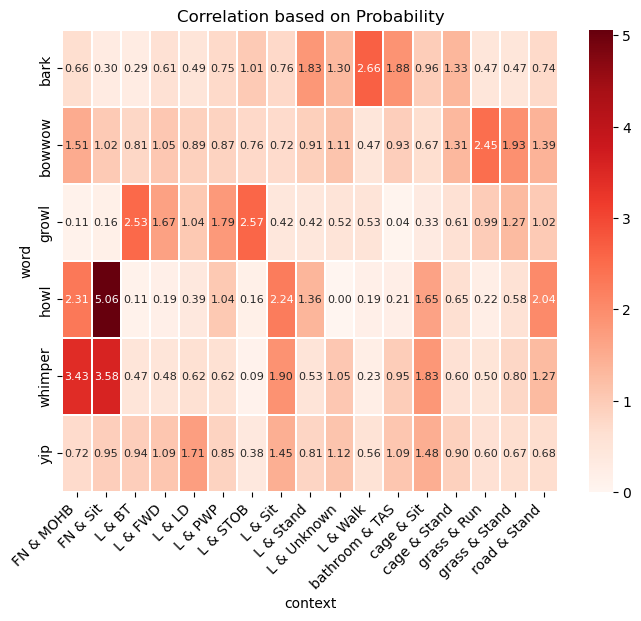 Correlation based on Probability
word
bark 0.66 0.30 0.29 0.61 0.49 0.75 1.01 0.76 1.83 1.30 2.66 1.88 0.96 1.33 0.47 0.47 0.74
bowwow 1.51 1.02 0.81 1.05 0.89 0.87 0.76 0.72 0.91 1.11 0.47 0.93 0.67 1.31 2.45 1.93 1.39
growl 0.11 0.16 2.53 1.67 1.04 1.79 2.57 0.42 0.42 0.52 0.53 0.04 0.33 0.61 0.99 1.27 1.02
howl 2.31 5.06 0.11 0.19 0.39 1.04 0.16 2.24 1.36 0.00 0.19 0.21 1.65 0.65 0.22 0.58 2.04
whimper 3.43 3.58 0.47 0.48 0.62 0.62 0.09 1.90 0.53 1.05 0.23 0.95 1.83 0.60 0.50 0.80 1.27
yip 0.72 0.95 0.94 1.09 1.71 0.85 0.38 1.45 0.81 1.12 0.56 1.09 1.48 0.90 0.60 0.67 0.68
FN & MOHB
FN & Sit
L & BT
L & FWD
L & LD
L & PWP
L & STOB
L & Sit
L & Stand
L & Unknown
L & Walk
bathroom & TAS
cage & Sit
cage & Stand
grass & Run
grass & Stand
road & Stand
context
5
4
3
2
1
0